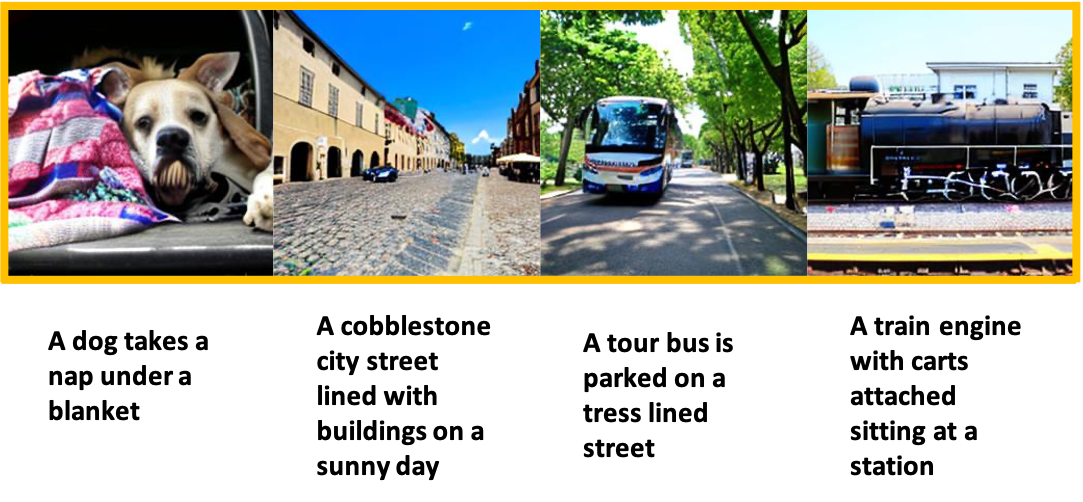 A dog takes a
nap under a
blanket
A cobblestone
city street
lined with
buildings on a
sunny day
A tour bus is
parked on a
tress lined
street
A train engine
with carts
attached
sitting at a
station